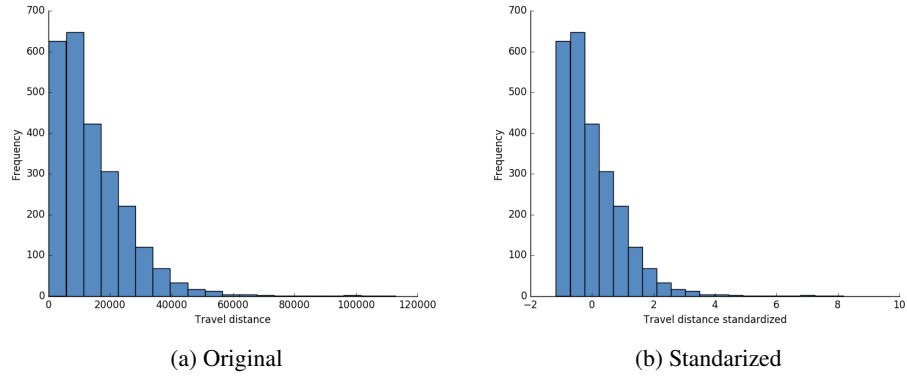 700
600
500
400
300
200
100
0
Frequency
0 20000 40000 60000 80000 100000 120000
Travel distance
(a) Original
700
600
500
400
300
200
100
0
Frequency
−2 0 2 4 6 8 10
Travel distance standardized
(b) Standarized